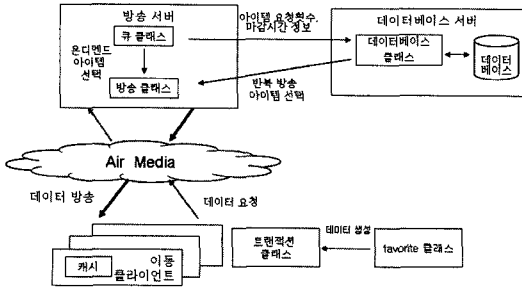 방송 서버
큐 클래스
온디멘드
아이템
선택
방송 클래스
아이템 요청횟수,
마감시간 정보
반복 방송
아이템 선택
데이터베이스 서버
데이터베이스
클래스
데이터
베이스
Air Media
데이터 방송
데이터 요청
캐시
이동
클라이언트
트랜잭션
클래스
데이터 생성
favorite 클래스